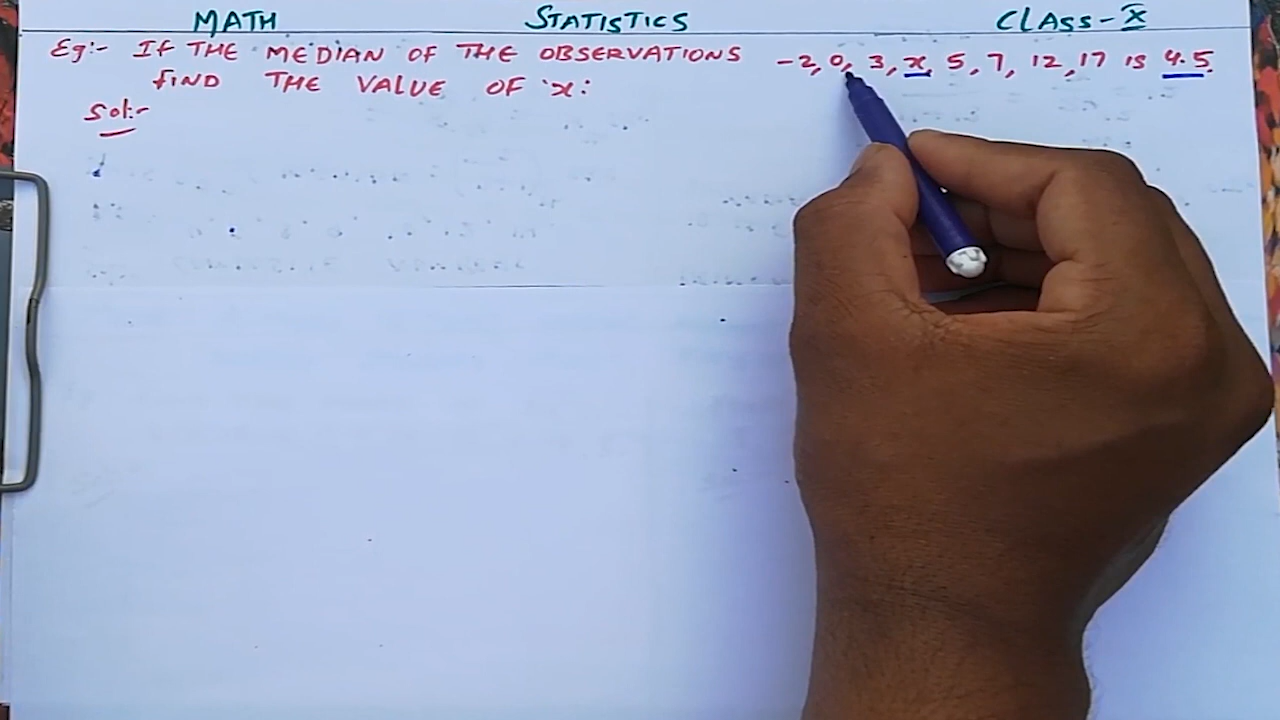 MATH STATISTICS CLASS-X
Eg:- IF THE MEDIAN OF THE OBSERVATIONS -2, 0, 3, x, 5, 7, 12, 17 IS 4.5.
FIND THE VALUE OF 'x':
Sol:-